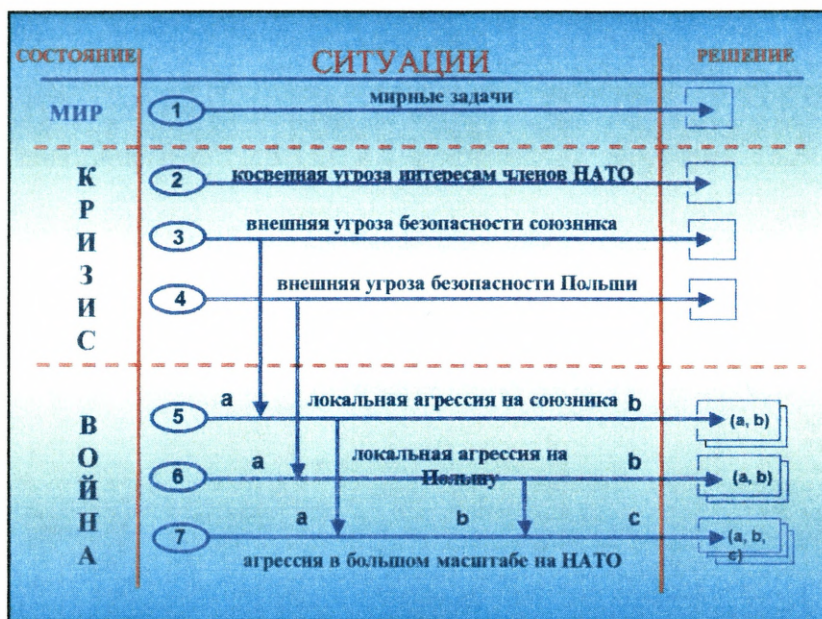 СОСТОЯНИЕ СИТУАЦИИ РЕШЕНИЕ
МИР 1 мирные задачи
КРИЗИС
2 косвенная угроза интересам членов НАТО
3 внешняя угроза безопасности союзника
4 внешняя угроза безопасности Польши
ВОЙНА
5 a локальная агрессия на союзника b (a, b)
6 a локальная агрессия на b (a, b)
Польшу
7 a b c (a, b,
c)
агрессия в большом масштабе на НАТО